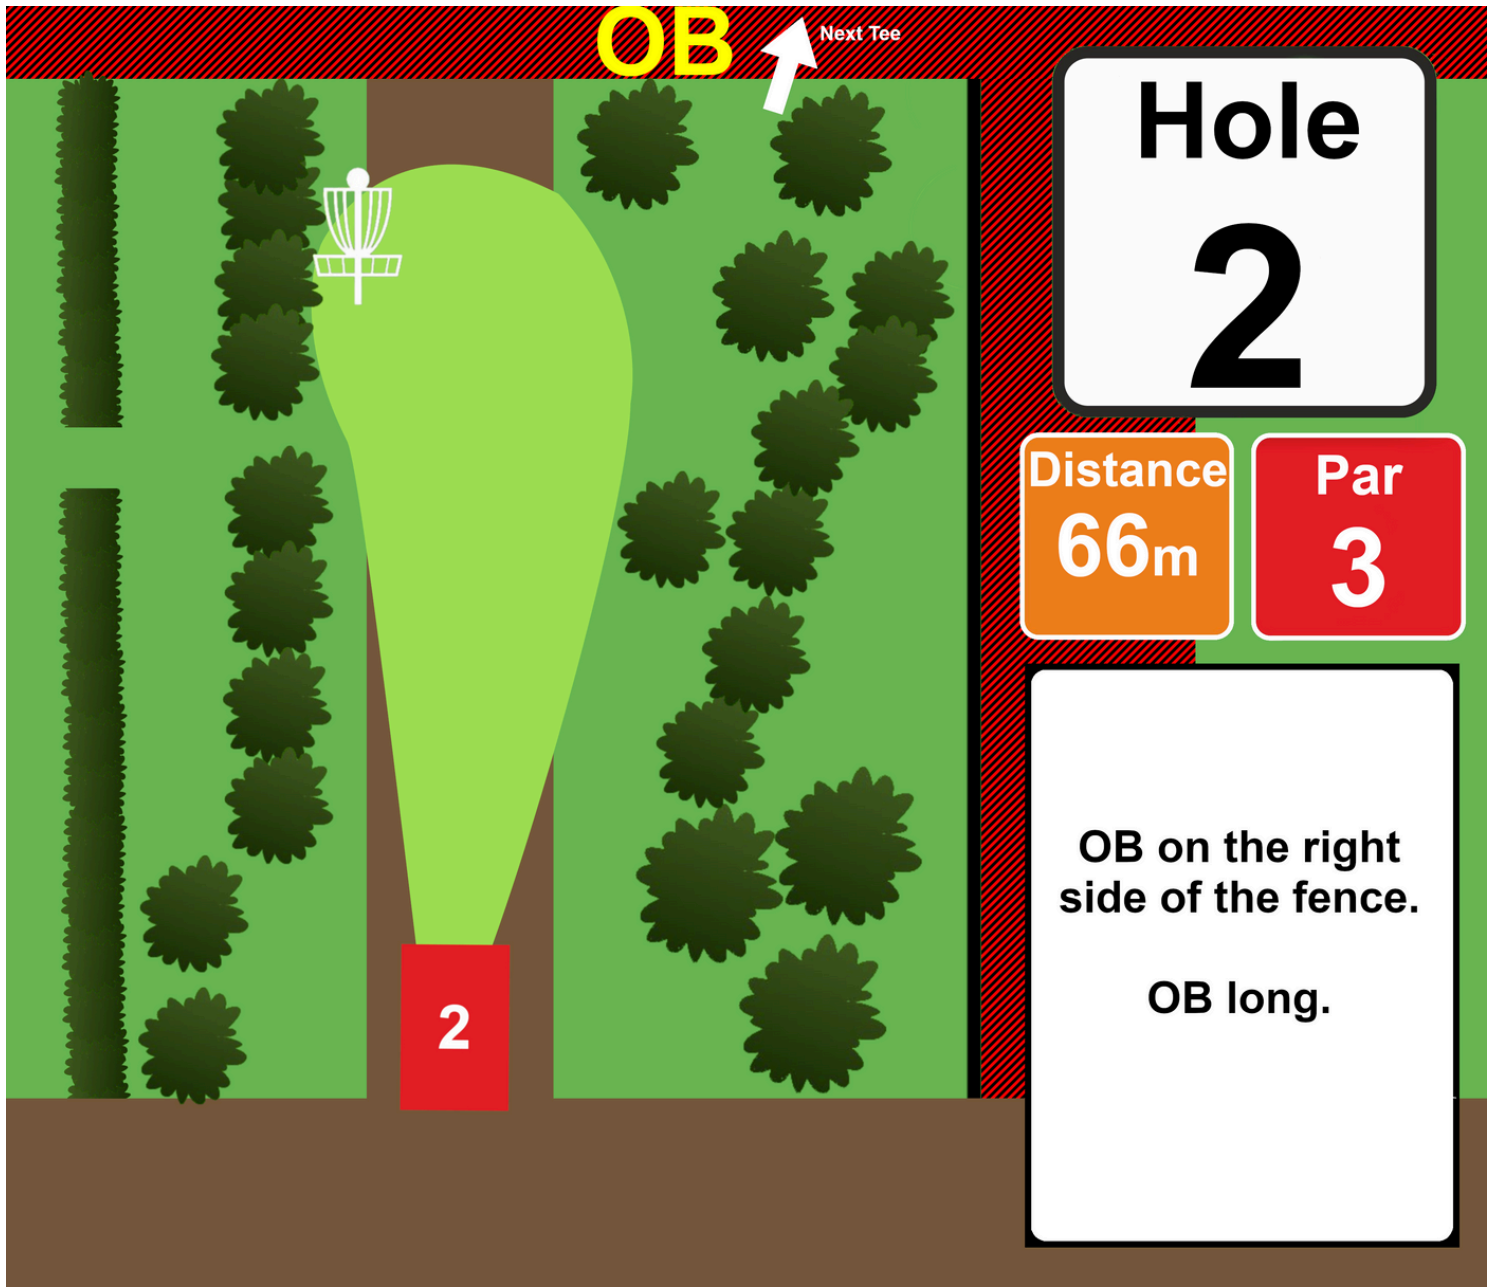 OB
Next Tee
Hole
2
Distance
66m
Par
3
OB on the right
side of the fence.
OB long.
2